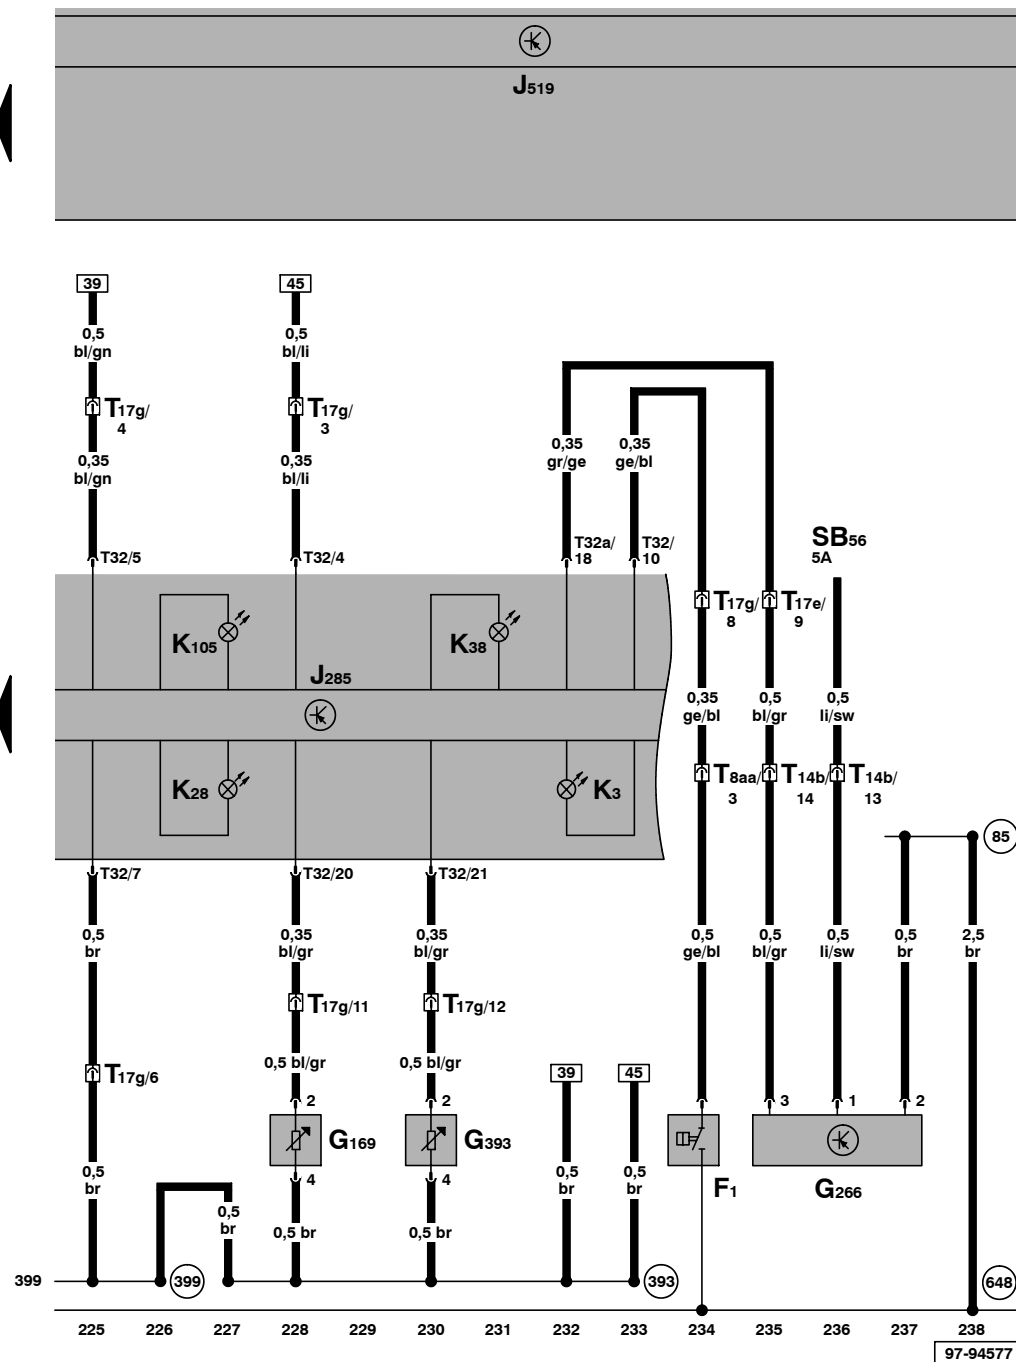 J519
39
45
0,5
bl/gn
0,5
bl/li
T17g/
4
T17g/
3
0,35
gr/ge
0,35
ge/bl
0,35
bl/gn
0,35
bl/li
SB56
5A
T32/5
T32/4
T32a/
18
T32/
10
T17g/
8
T17e/
9
K105
K38
J285
0,35
ge/bl
0,5
bl/gr
0,5
li/sw
K28
K3
T8aa/
3
T14b/
14
T14b/
13
85
T32/7
T32/20
T32/21
0,5
br
0,35
bl/gr
0,35
bl/gr
0,5
ge/bl
0,5
bl/gr
0,5
li/sw
0,5
br
2,5
br
T17g/11
T17g/12
0,5 bl/gr
0,5 bl/gr
T17g/6
39
45
2
2
3
1
2
G169
G393
0,5
br
4
4
0,5
br
0,5
br
F1
G266
0,5
br
0,5 br
0,5 br
399
399
393
648
225 226 227 228 229 230 231 232 233 234 235 236 237 238
97-94577